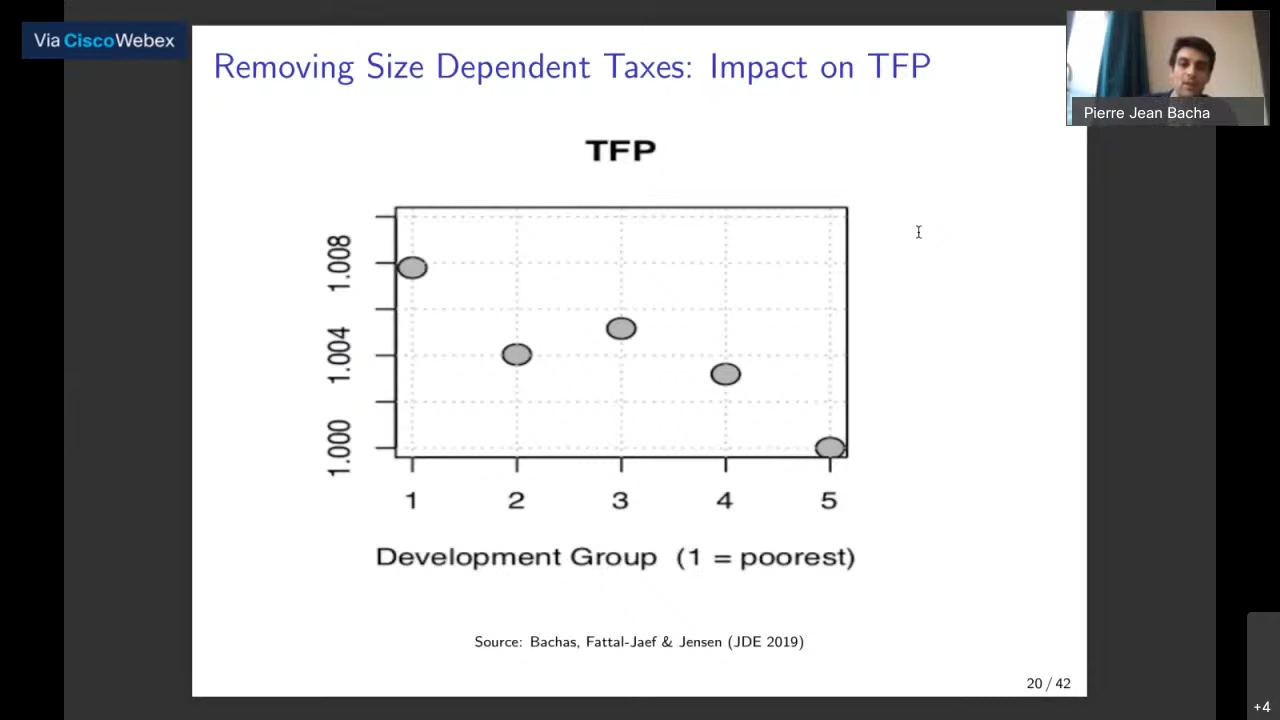 Via CiscoWebex
Removing Size Dependent Taxes: Impact on TFP
Pierre Jean Bacha
TFP
1.008
1.004
1.000
1 2 3 4 5
Development Group (1 = poorest)
Source: Bachas, Fattal-Jaef & Jensen (JDE 2019)
20 / 42
+4